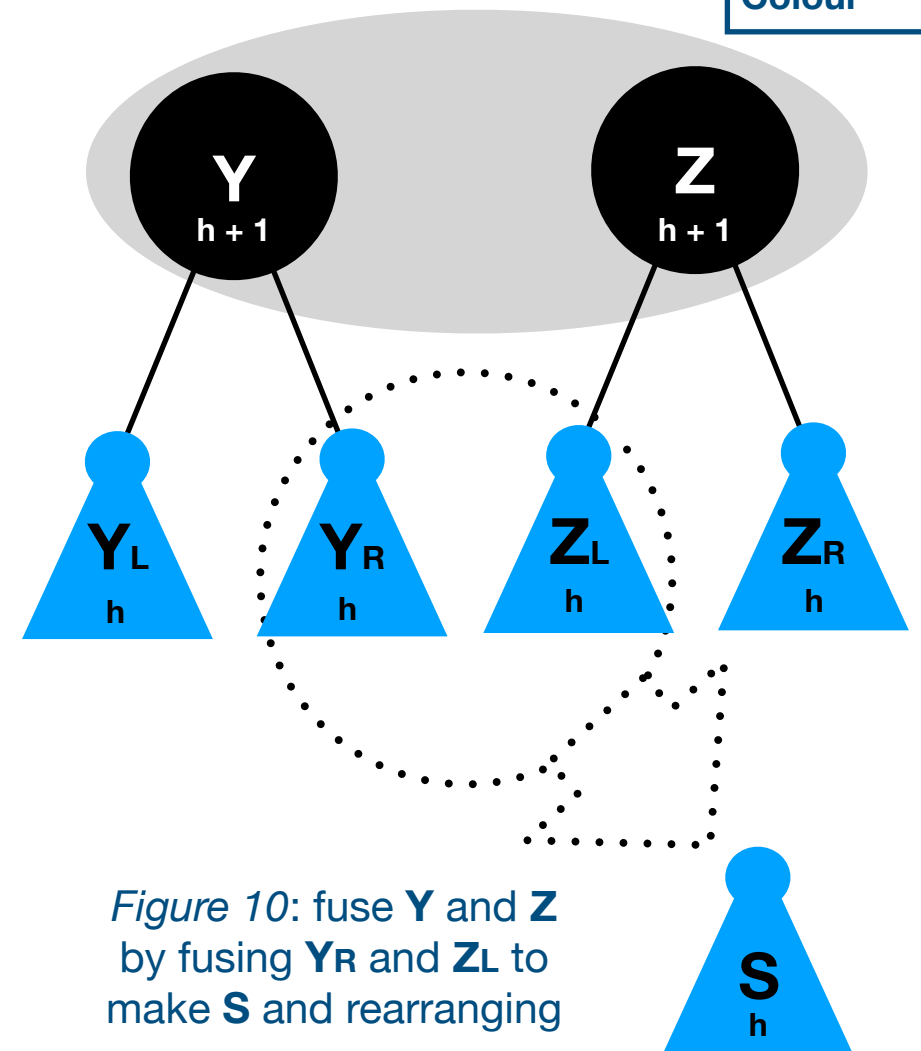 Colour
Y
h + 1
Z
h + 1
YL
h
YR
h
ZL
h
ZR
h
Figure 10: fuse Y and Z
by fusing YR and ZL to
make S and rearranging
S
h